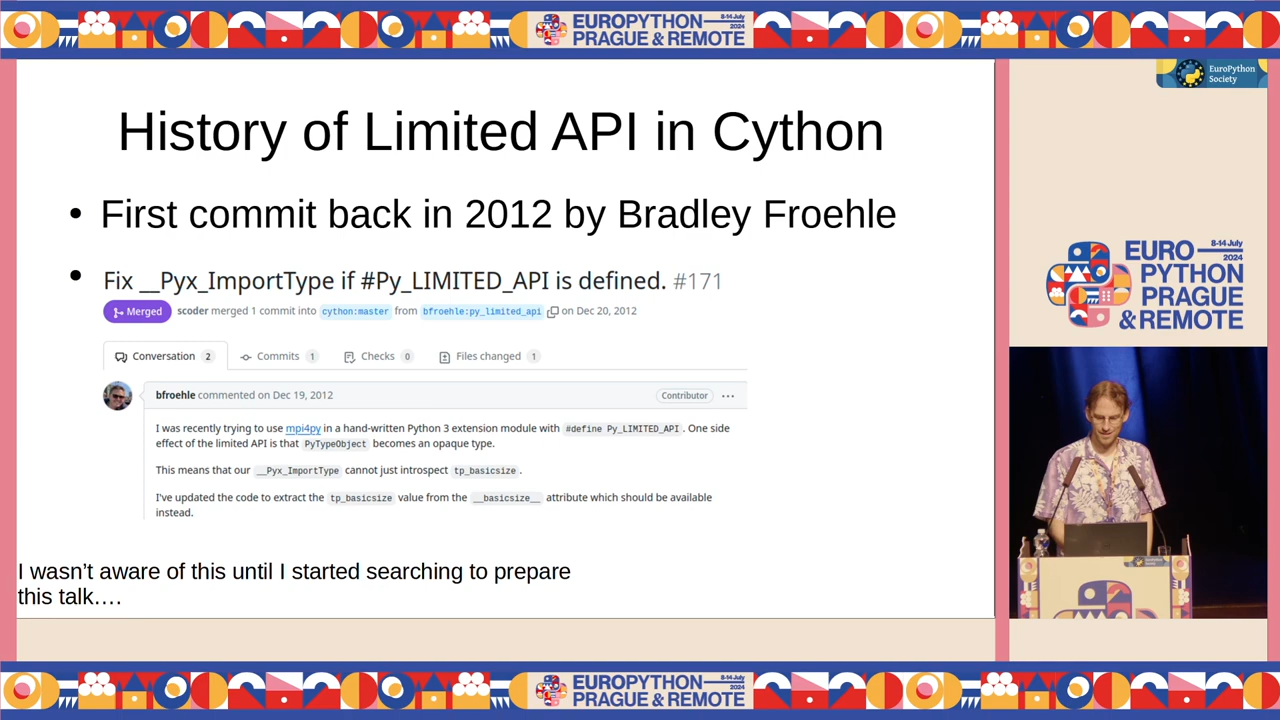 EUROPYTHON
8-14 July
2024
PRAGUE & REMOTE
EuroPython
Society
History of Limited API in Cython
• First commit back in 2012 by Bradley Froehle
•
Fix __Pyx_ImportType if #Py_LIMITED_API is defined. #171
Merged scoder merged 1 commit into cython:master from bfroehle:py_limited_api on Dec 20, 2012
Conversation 2 Commits 1 Checks 0 Files changed 1
bfroehle commented on Dec 19, 2012 Contributor ...
I was recently trying to use mpi4py in a hand-written Python 3 extension module with #define Py_LIMITED_API. One side
effect of the limited API is that PyTypeObject becomes an opaque type.
This means that our __Pyx_ImportType cannot just introspect tp_basicsize.
I've updated the code to extract the tp_basicsize value from the __basicsize__ attribute which should be available
instead.
I wasn’t aware of this until I started searching to prepare
this talk….
EURO
8-14 July
2024
PYTHON
PRAGUE
& REMOTE
EUROPYTHON
8-14 July
2024
PRAGUE & REMOTE